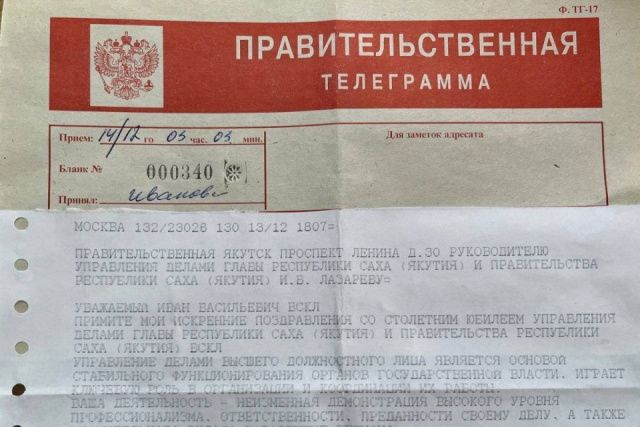 Ф. ТГ-17
ПРАВИТЕЛЬСТВЕННАЯ
ТЕЛЕГРАММА
Прием: 14/12 го 03 час. 03 мин.
Для заметок адресата
Бланк № 000340
Принял: Иванова
МОСКВА 132/23026 130 13/12 1807=
ПРАВИТЕЛЬСТВЕННАЯ ЯКУТСК ПРОСПЕКТ ЛЕНИНА Д.30 РУКОВОДИТЕЛЮ
УПРАВЛЕНИЯ ДЕЛАМИ ГЛАВЫ РЕСПУБЛИКИ САХА (ЯКУТИЯ) И ПРАВИТЕЛЬСТВА
РЕСПУБЛИКИ САХА (ЯКУТИЯ) И.В. ЛАЗАРЕВУ=
УВАЖАЕМЫЙ ИВАН ВАСИЛЬЕВИЧ ВСКЛ
ПРИМИТЕ МОИ ИСКРЕННИЕ ПОЗДРАВЛЕНИЯ СО СТОЛЕТНИМ ЮБИЛЕЕМ УПРАВЛЕНИЯ
ДЕЛАМИ ГЛАВЫ РЕСПУБЛИКИ САХА (ЯКУТИЯ) И ПРАВИТЕЛЬСТВА РЕСПУБЛИКИ
САХА (ЯКУТИЯ) ВСКЛ
УПРАВЛЕНИЕ ДЕЛАМИ ВЫСШЕГО ДОЛЖНОСТНОГО ЛИЦА ЯВЛЯЕТСЯ ОСНОВОЙ
СТАБИЛЬНОГО ФУНКЦИОНИРОВАНИЯ ОРГАНОВ ГОСУДАРСТВЕННОЙ ВЛАСТИ, ИГРАЕТ
КЛЮЧЕВУЮ РОЛЬ В ОРГАНИЗАЦИИ И КООРДИНАЦИИ ИХ РАБОТЫ.
ВАША ДЕЯТЕЛЬНОСТЬ - НЕИЗМЕННАЯ ДЕМОНСТРАЦИЯ ВЫСОКОГО УРОВНЯ
ПРОФЕССИОНАЛИЗМА, ОТВЕТСТВЕННОСТИ, ПРЕДАННОСТИ СВОЕМУ ДЕЛУ, А ТАКЖЕ